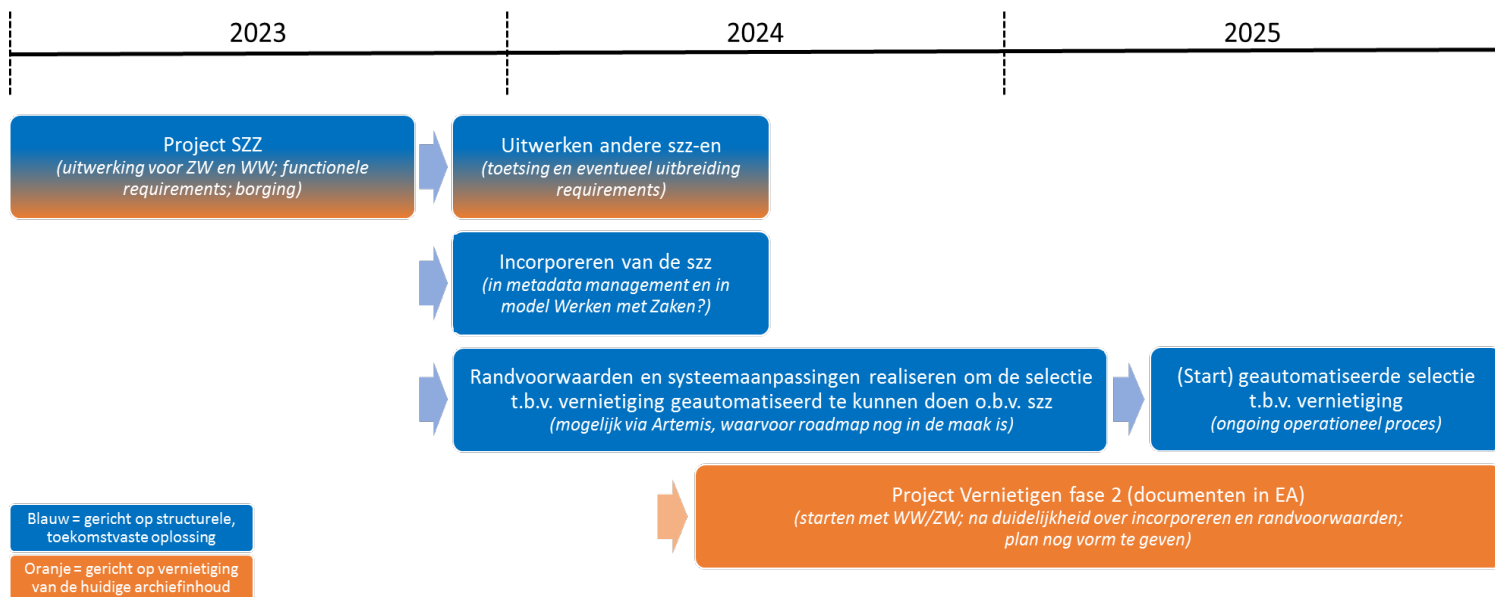 2023
2024
2025
Project SZZ
(uitwerking voor ZW en WW; functionele
requirements; borging)
Uitwerken andere szz-en
(toetsing en eventueel uitbreiding
requirements)
Incorporeren van de szz
(in metadata management en in
model Werken met Zaken?)
Randvoorwaarden en systeemaanpassingen realiseren om de selectie
t.b.v. vernietiging geautomatiseerd te kunnen doen o.b.v. szz
(mogelijk via Artemis, waarvoor roadmap nog in de maak is)
(Start) geautomatiseerde selectie
t.b.v. vernietiging
(ongoing operationeel proces)
Project Vernietigen fase 2 (documenten in EA)
(starten met WW/ZW; na duidelijkheid over incorporeren en randvoorwaarden;
plan nog vorm te geven)
Blauw = gericht op structurele,
toekomstvaste oplossing
Oranje = gericht op vernietiging
van de huidige archiefinhoud